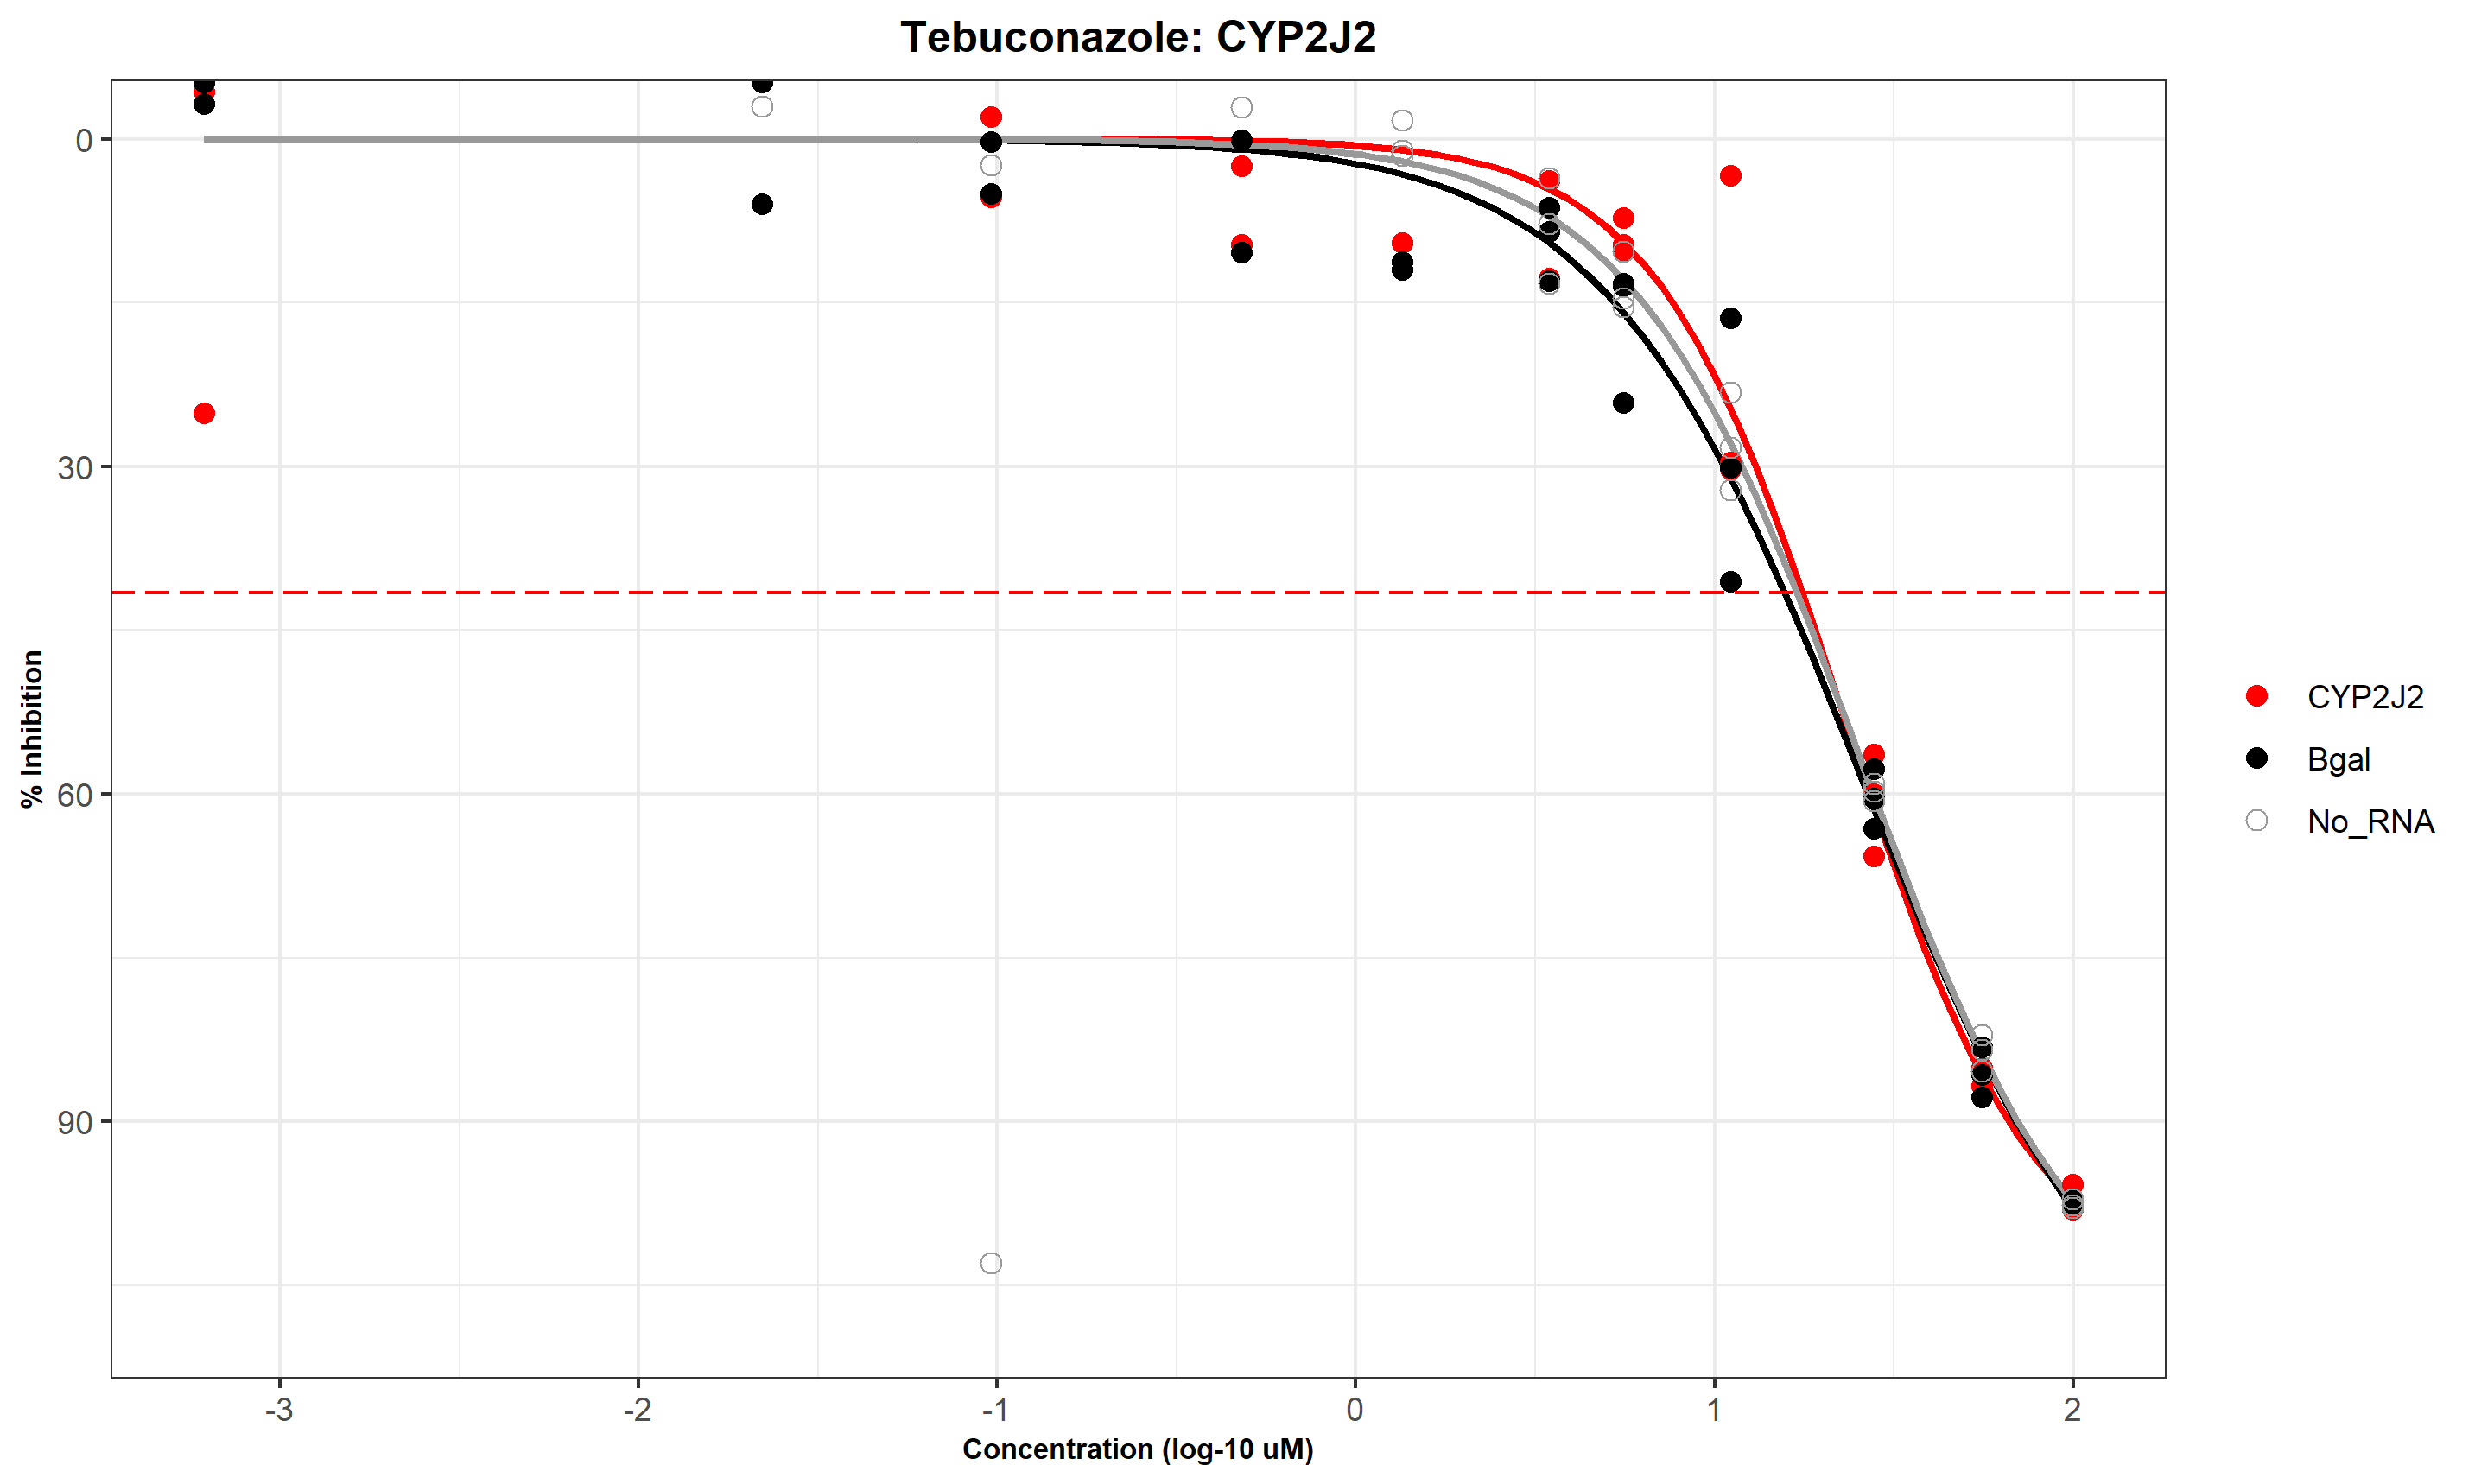 Tebuconazole: CYP2J2
0
30
60
90
% Inhibition
-3
-2
-1
0
1
2
Concentration (log-10 uM)
CYP2J2
Bgal
No_RNA